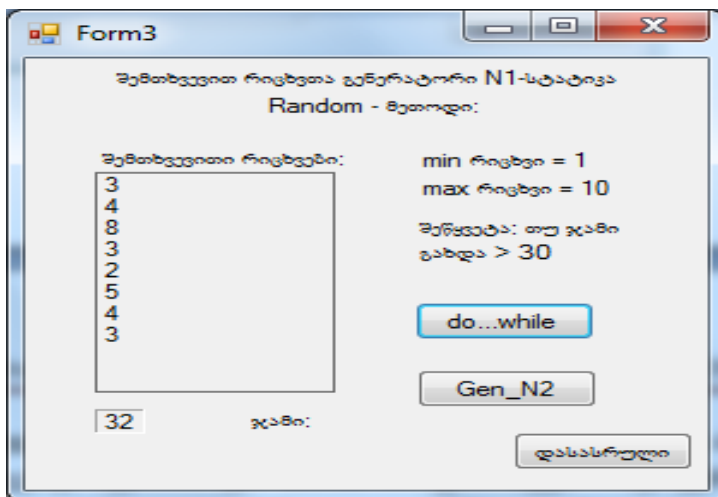 Form3
შემთხვევით რიცხვთა გენერატორი N1-სტატიკა
Random - მეთოდი:
შემთხვევითი რიცხვები:
3
4
8
3
2
5
4
3
32
ჯამი:
min რიცხვი = 1
max რიცხვი = 10
შეწყვეტა: თუ ჯამი
გახდა > 30
do...while
Gen_N2
დასასრული